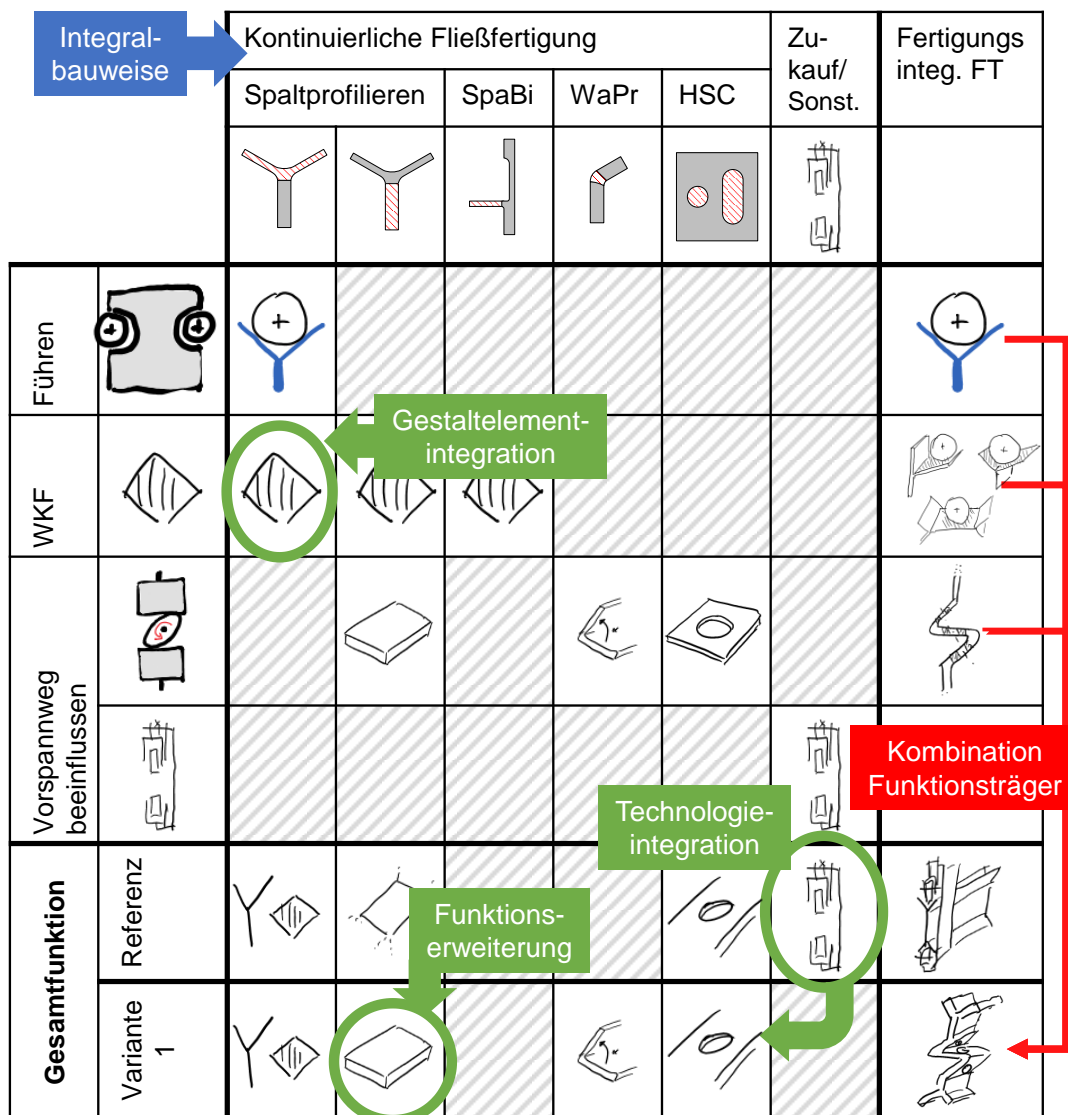 Integral-
bauweise
Kontinuierliche Fließfertigung
Zu-
kauf/
Sonst.
Fertigungs
integ. FT
Spaltprofilieren
SpaBi
WaPr
HSC
Führen
WKF
Gestaltelement-
integration
Vorspannweg
beeinflussen
Kombination
Funktionsträger
Technologie-
integration
Gesamtfunktion
Referenz
Funktions-
erweiterung
Variante
1